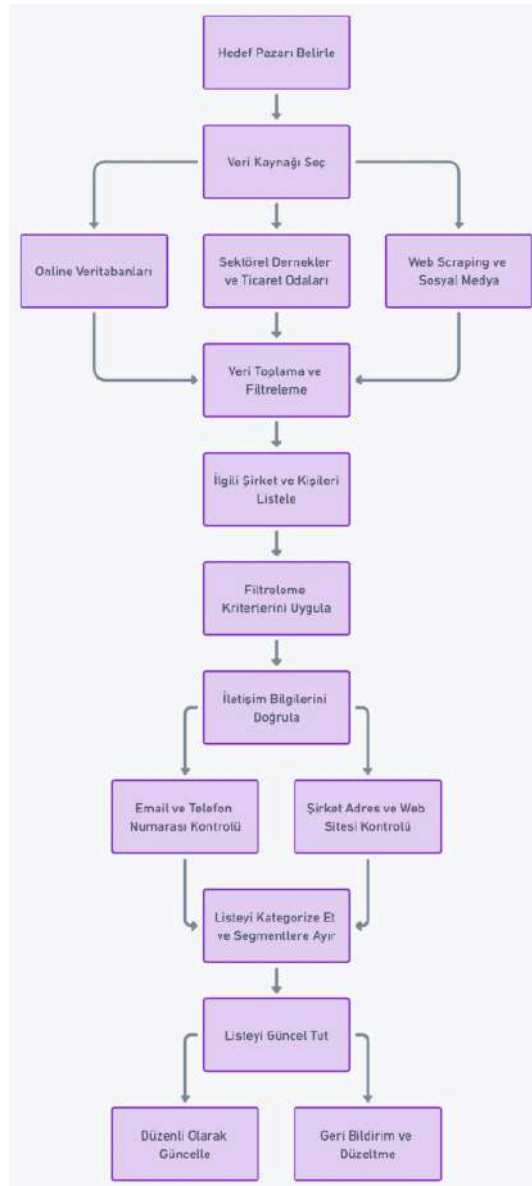 Hedef Pazarı Belirle
Veri Kaynağı Seç
Online Veritabanları
Sektörel Dernekler
ve Ticaret Odaları
Web Scraping ve
Sosyal Medya
Veri Toplama ve
Filtreleme
İlgili Şirket ve Kişileri
Listele
Filtreleme
Kriterlerini Uygula
İletişim Bilgilerini
Doğrula
Email ve Telefon
Numarası Kontrolü
Şirket Adres ve Web
Sitesi Kontrolü
Listeyi Kategorize Et
ve Segmentlere Ayır
Listeyi Güncel Tut
Düzenli Olarak
Güncelle
Geri Bildirim ve
Düzeltme